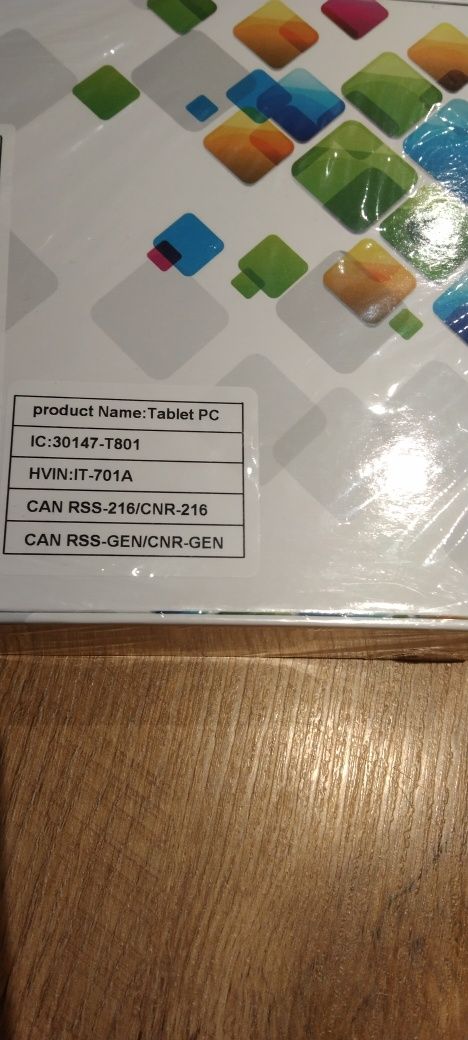 product Name:Tablet PC
IC:30147-T801
HVIN:IT-701A
CAN RSS-216/CNR-216
CAN RSS-GEN/CNR-GEN